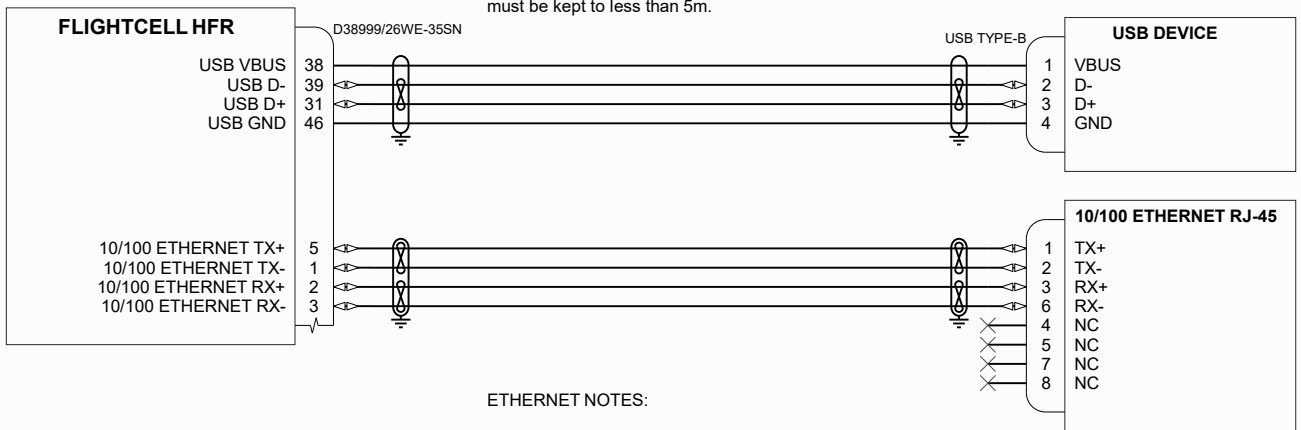 must be kept to less than 5m.
FLIGHTCELL HFR
D38999/26WE-35SN
USB VBUS 38
USB D- 39
USB D+ 31
USB GND 46
10/100 ETHERNET TX+ 5
10/100 ETHERNET TX- 1
10/100 ETHERNET RX+ 2
10/100 ETHERNET RX- 3
USB TYPE-B
USB DEVICE
1 VBUS
2 D-
3 D+
4 GND
10/100 ETHERNET RJ-45
1 TX+
2 TX-
3 RX+
6 RX-
4 NC
5 NC
7 NC
8 NC
ETHERNET NOTES: